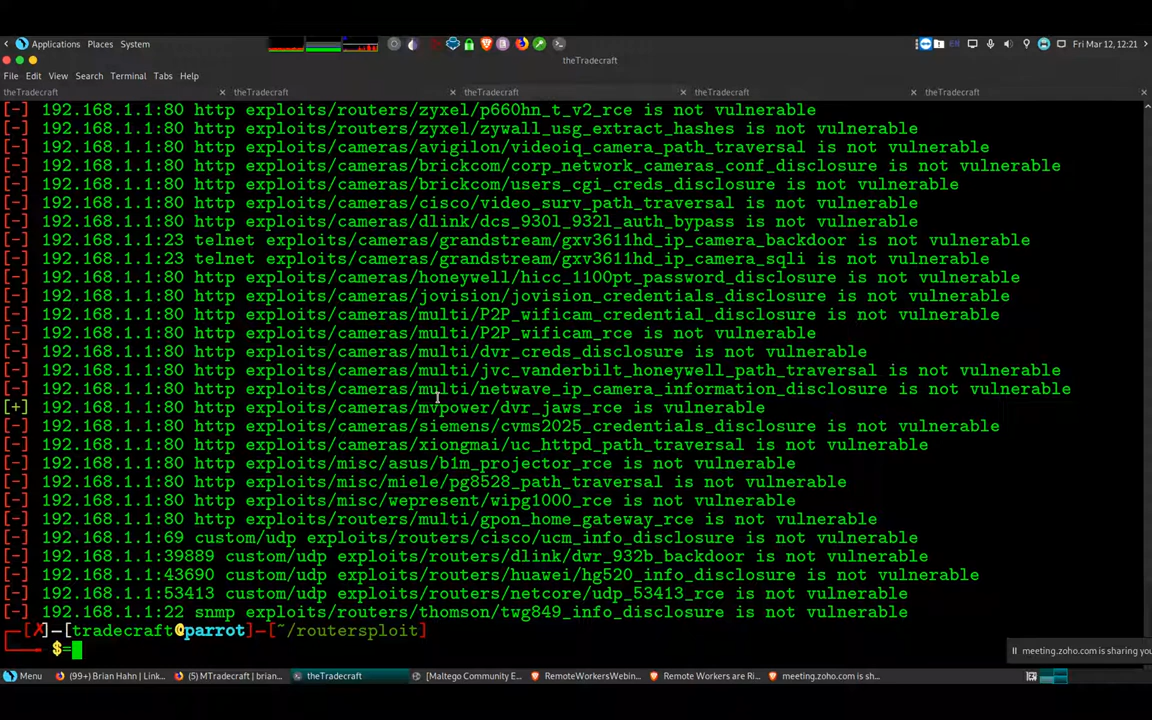 Applications Places System
EN
Fri Mar 12, 12:21
theTradecraft
File Edit View Search Terminal Tabs Help
theTradecraft × theTradecraft × theTradecraft × theTradecraft × theTradecraft ×
[-] 192.168.1.1:80 http exploits/routers/zyxel/p660hn_t_v2_rce is not vulnerable
[-] 192.168.1.1:80 http exploits/routers/zyxel/zywall_usg_extract_hashes is not vulnerable
[-] 192.168.1.1:80 http exploits/cameras/avigilon/videoiq_camera_path_traversal is not vulnerable
[-] 192.168.1.1:80 http exploits/cameras/brickcom/corp_network_cameras_conf_disclosure is not vulnerable
[-] 192.168.1.1:80 http exploits/cameras/brickcom/users_cgi_creds_disclosure is not vulnerable
[-] 192.168.1.1:80 http exploits/cameras/cisco/video_surv_path_traversal is not vulnerable
[-] 192.168.1.1:80 http exploits/cameras/dlink/dcs_930l_932l_auth_bypass is not vulnerable
[-] 192.168.1.1:23 telnet exploits/cameras/grandstream/gxv3611hd_ip_camera_backdoor is not vulnerable
[-] 192.168.1.1:23 telnet exploits/cameras/grandstream/gxv3611hd_ip_camera_sqli is not vulnerable
[-] 192.168.1.1:80 http exploits/cameras/honeywell/hicc_1100pt_password_disclosure is not vulnerable
[-] 192.168.1.1:80 http exploits/cameras/jovision/jovision_credentials_disclosure is not vulnerable
[-] 192.168.1.1:80 http exploits/cameras/multi/P2P_wificam_credential_disclosure is not vulnerable
[-] 192.168.1.1:80 http exploits/cameras/multi/P2P_wificam_rce is not vulnerable
[-] 192.168.1.1:80 http exploits/cameras/multi/dvr_creds_disclosure is not vulnerable
[-] 192.168.1.1:80 http exploits/cameras/multi/jvc_vanderbilt_honeywell_path_traversal is not vulnerable
[-] 192.168.1.1:80 http exploits/cameras/multi/netwave_ip_camera_information_disclosure is not vulnerable
[+] 192.168.1.1:80 http exploits/cameras/mvpower/dvr_jaws_rce is vulnerable
[-] 192.168.1.1:80 http exploits/cameras/siemens/cvms2025_credentials_disclosure is not vulnerable
[-] 192.168.1.1:80 http exploits/cameras/xiongmai/uc_httpd_path_traversal is not vulnerable
[-] 192.168.1.1:80 http exploits/misc/asus/b1m_projector_rce is not vulnerable
[-] 192.168.1.1:80 http exploits/misc/miele/pg8528_path_traversal is not vulnerable
[-] 192.168.1.1:80 http exploits/misc/wepresent/wipg1000_rce is not vulnerable
[-] 192.168.1.1:80 http exploits/routers/multi/gpon_home_gateway_rce is not vulnerable
[-] 192.168.1.1:69 custom/udp exploits/routers/cisco/ucm_info_disclosure is not vulnerable
[-] 192.168.1.1:39889 custom/udp exploits/routers/dlink/dwr_932b_backdoor is not vulnerable
[-] 192.168.1.1:43690 custom/udp exploits/routers/huawei/hg520_info_disclosure is not vulnerable
[-] 192.168.1.1:53413 custom/udp exploits/routers/netcore/udp_53413_rce is not vulnerable
[-] 192.168.1.1:22 snmp exploits/routers/thomson/twg849_info_disclosure is not vulnerable
[✗]-[tradecraft@parrot]-[~/routersploit]
$=
meeting.zoho.com is sharing you
Menu (99+) Brian Hahn | Link... (5) MTradecraft | brian... theTradecraft [Maltego Community E... RemoteWorkersWebin... Remote Workers are Ri... meeting.zoho.com is sh...